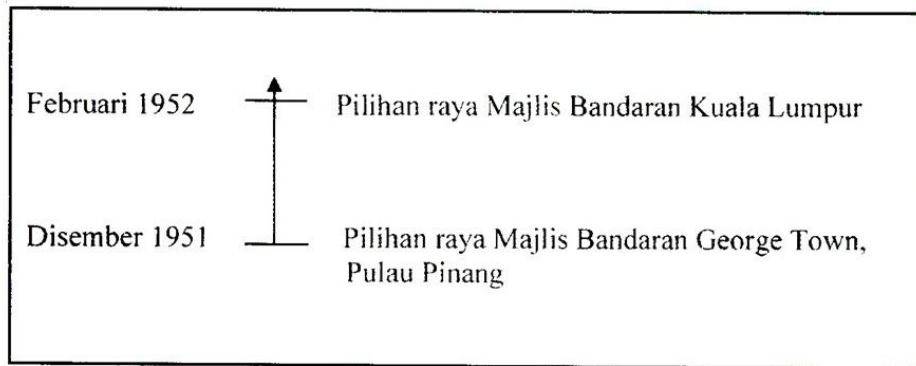 Februari 1952 Pilihan raya Majlis Bandaran Kuala Lumpur
Disember 1951 Pilihan raya Majlis Bandaran George Town,
Pulau Pinang